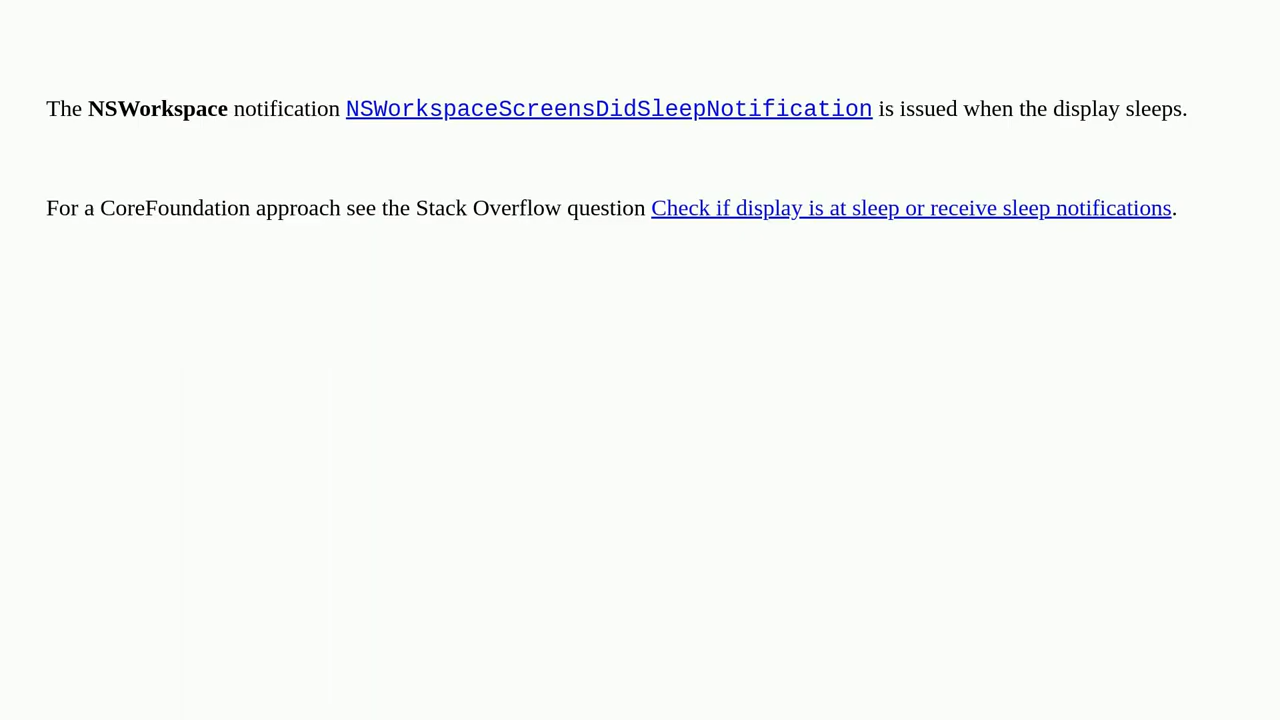 The NSWorkspace notification NSWorkspaceScreensDidSleepNotification is issued when the display sleeps.
For a CoreFoundation approach see the Stack Overflow question Check if display is at sleep or receive sleep notifications.